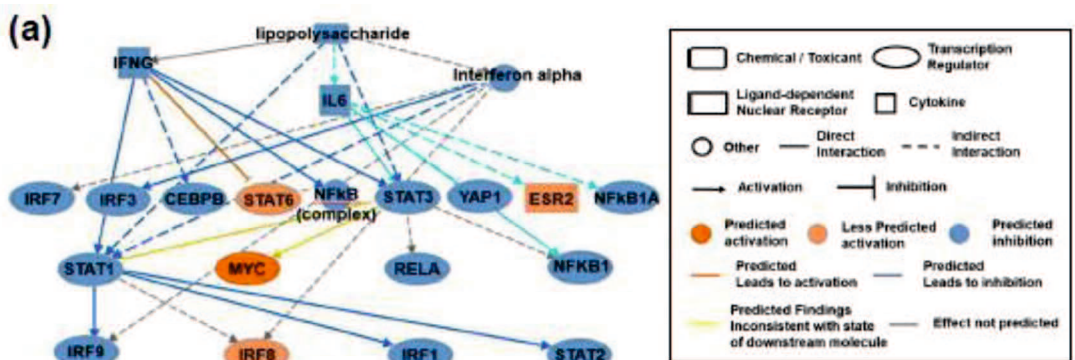 (a)
lipopolysaccharide
IFNG
Interferon alpha
IL6
IRF7 IRF3 CEBPB STAT6 NFkB (complex) STAT3 YAP1 ESR2 NFkB1A
STAT1 MYC RELA NFKB1
IRF9 IRF8 IRF1 STAT2
Chemical / Toxicant
Transcription
Regulator
Ligand-dependent
Nuclear Receptor
Cytokine
Other
Direct
Interaction
Indirect
Interaction
Activation
Inhibition
Predicted
activation
Less Predicted
activation
Predicted
inhibition
Predicted
Leads to activation
Predicted
Leads to inhibition
Predicted Findings
Inconsistent with state
of downstream molecule
Effect not predicted